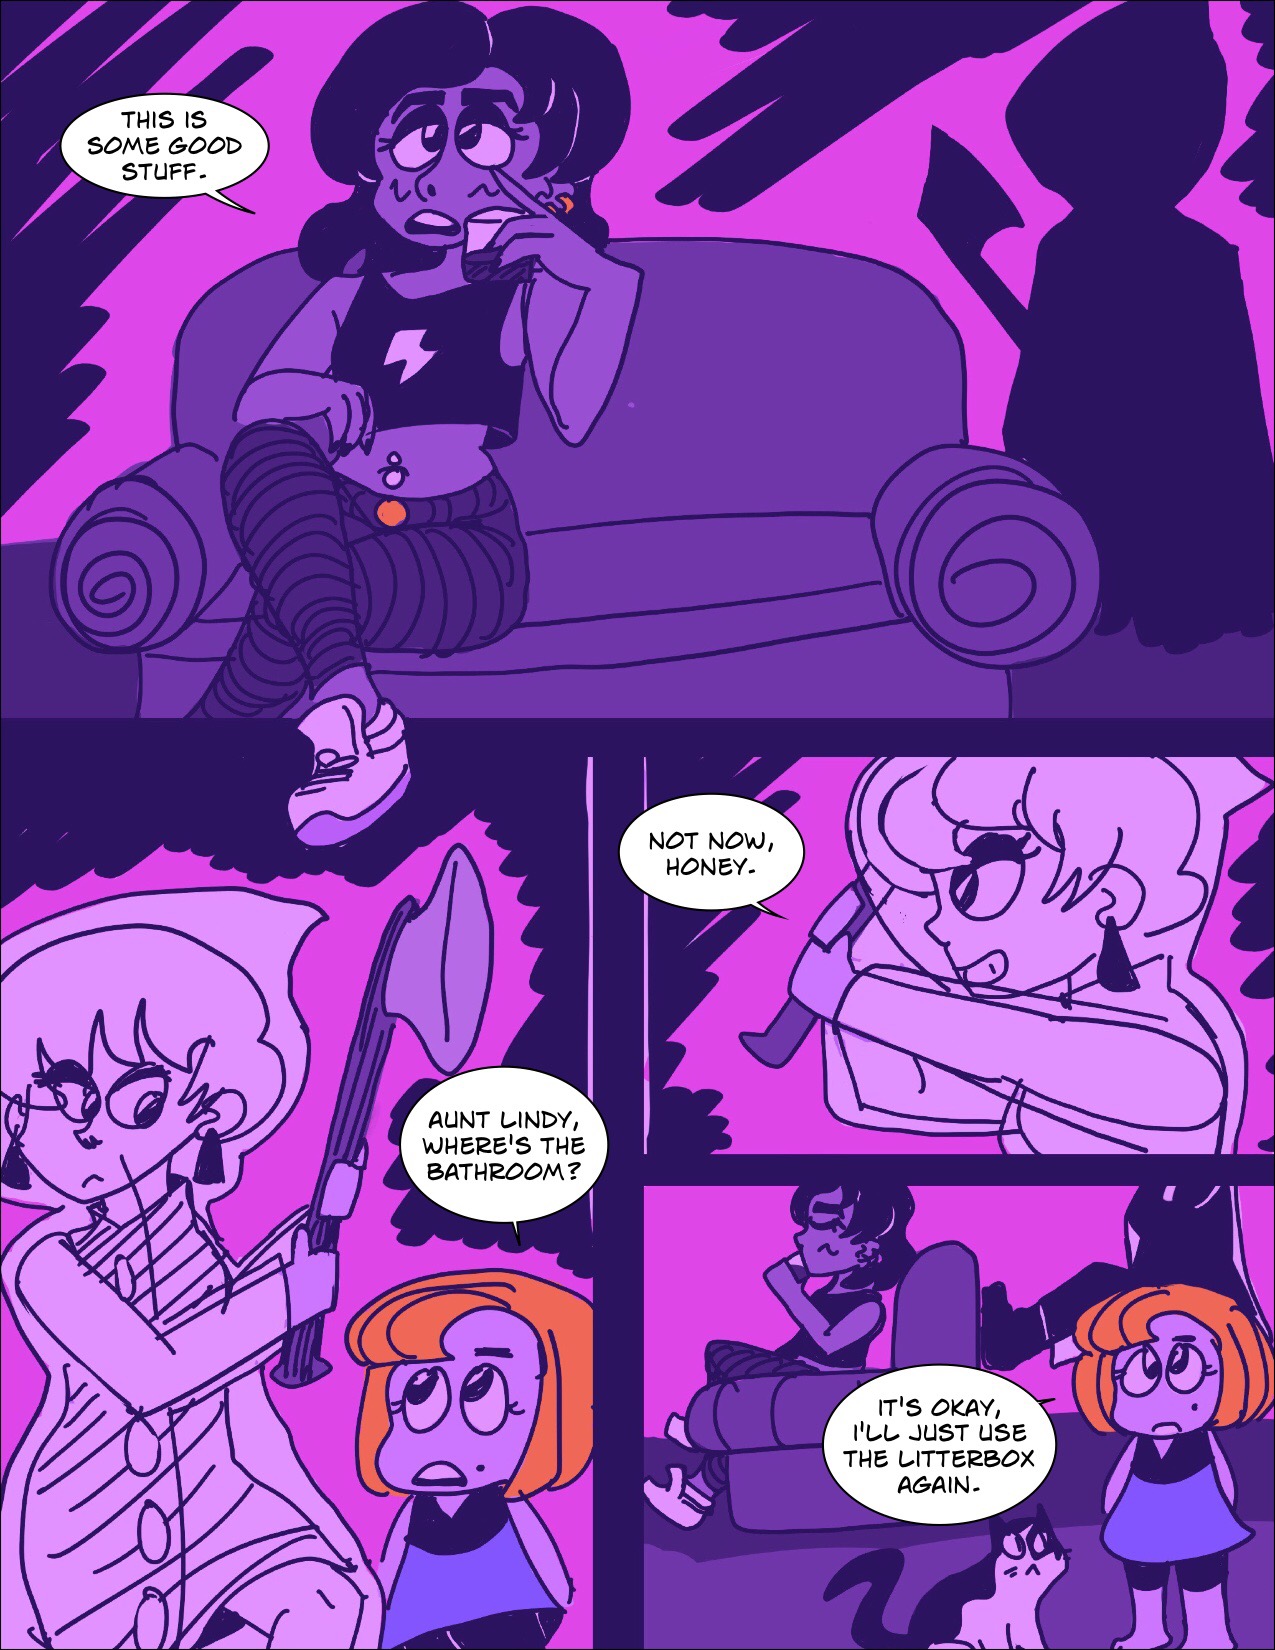 THIS IS
SOME GOOD
STUFF.
AUNT LINDY,
WHERE'S THE
BATHROOM?
NOT NOW,
HONEY.
IT'S OKAY,
I'LL JUST USE
THE LITTERBOX
AGAIN.